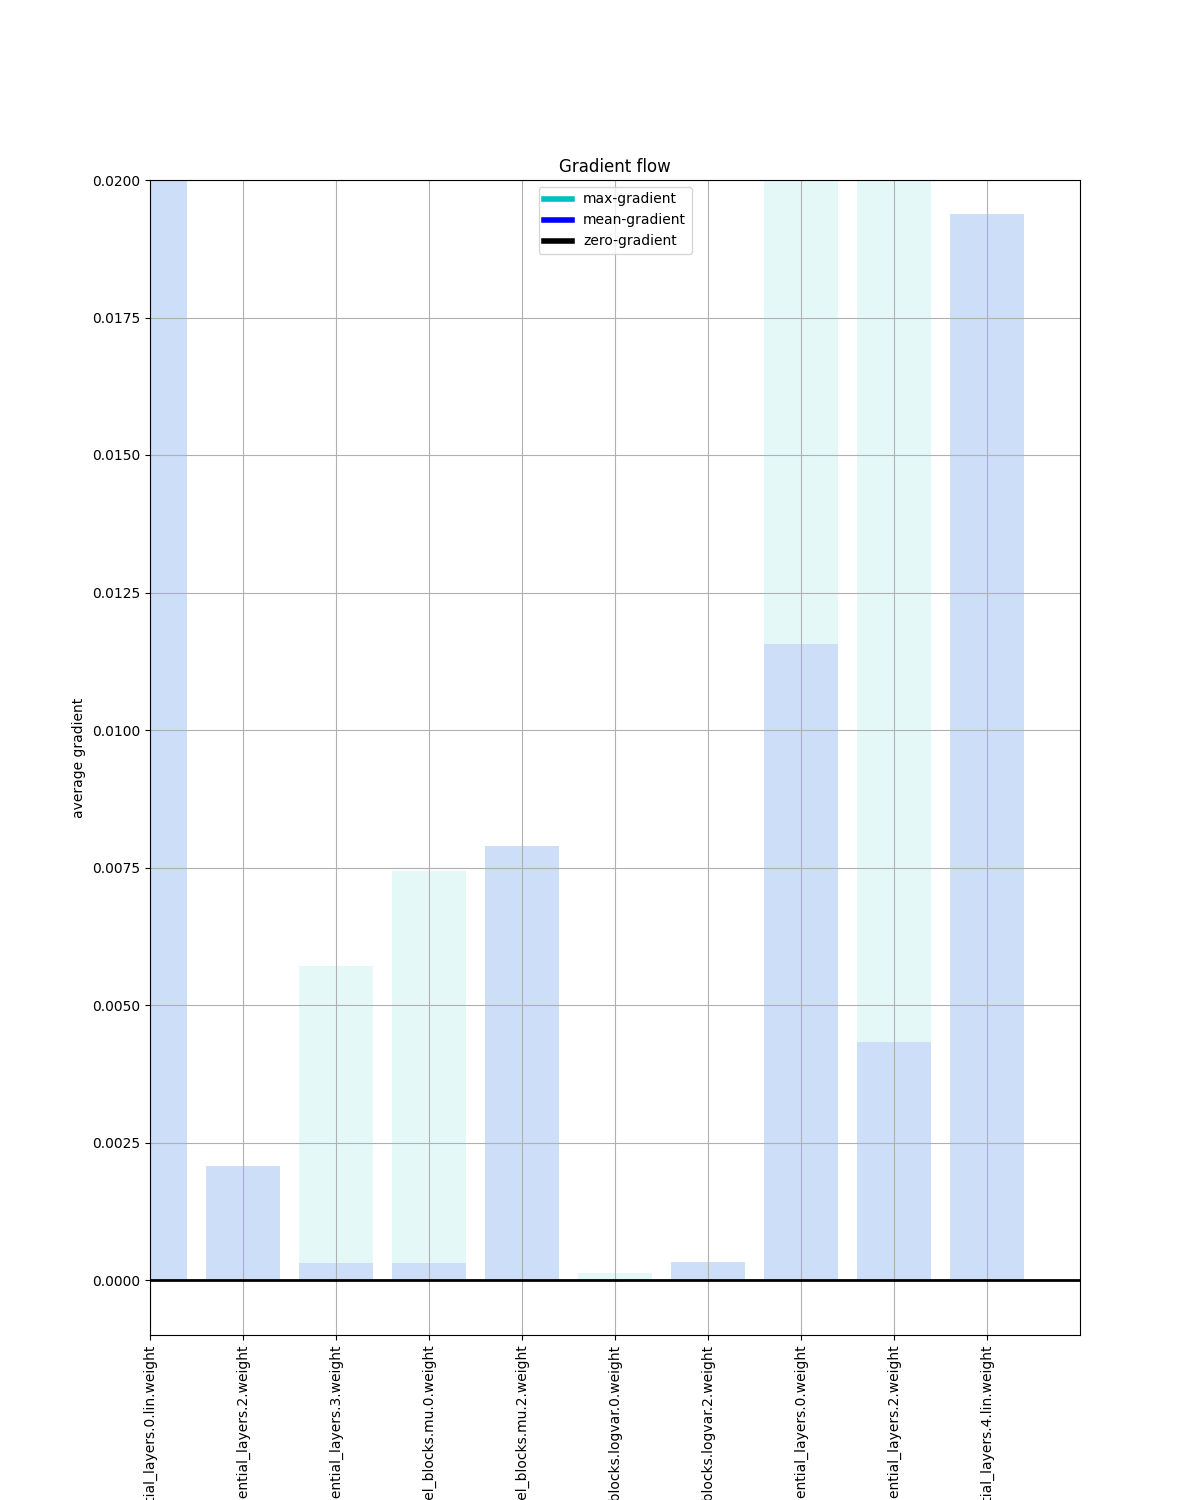 Gradient flow
max-gradient
mean-gradient
zero-gradient
0.0200
0.0175
0.0150
0.0125
0.0100
0.0075
0.0050
0.0025
0.0000
average gradient
tial_layers.0.lin.weight
ential_layers.2.weight
ential_layers.3.weight
el_blocks.mu.0.weight
el_blocks.mu.2.weight
blocks.logvar.0.weight
blocks.logvar.2.weight
ential_layers.0.weight
ential_layers.2.weight
tial_layers.4.lin.weight